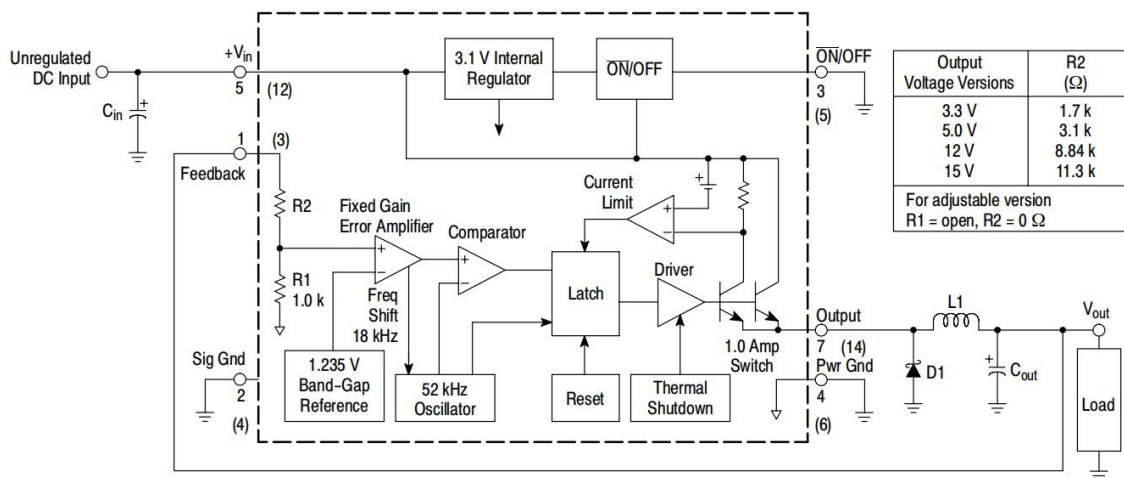 Unregulated
DC Input
+Vin
5
(12)
Cin
+
1
(3)
Feedback
3.1 V Internal
Regulator
ON/OFF
ON/OFF
3
(5)
Output
Voltage Versions
R2
(Ω)
3.3 V
1.7 k
5.0 V
3.1 k
12 V
8.84 k
15 V
11.3 k
For adjustable version
R1 = open, R2 = 0 Ω
R2
R1
1.0 k
Fixed Gain
Error Amplifier
+
−
Comparator
+
−
Current
Limit
+
−
+
Freq
Shift
18 kHz
Latch
Driver
1.0 Amp
Switch
Output
7
(14)
Pwr Gnd
4
(6)
L1
Vout
D1
+
Cout
Load
Sig Gnd
2
(4)
1.235 V
Band-Gap
Reference
52 kHz
Oscillator
Reset
Thermal
Shutdown